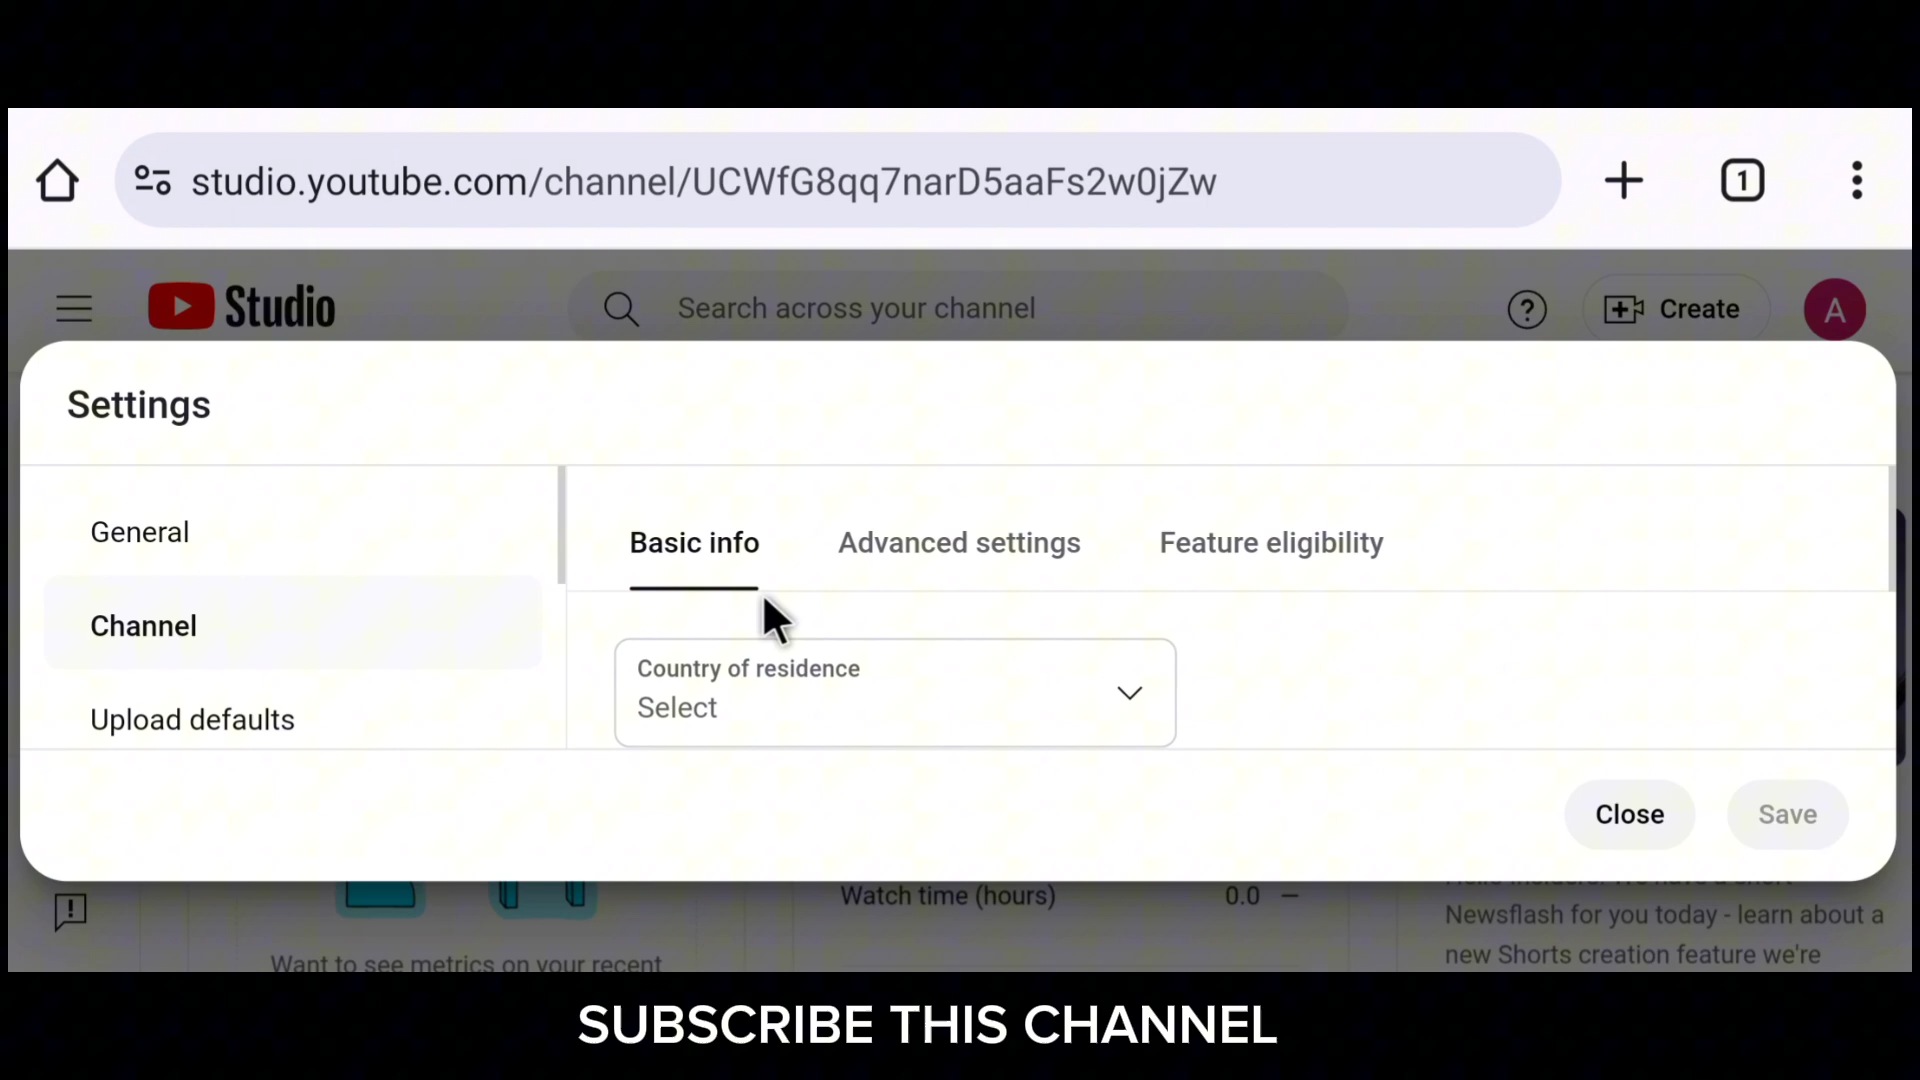 studio.youtube.com/channel/UCWfG8qq7narD5aaFs2w0jZw
1
Studio
Search across your channel
?
Create
A
Settings
General
Channel
Upload defaults
Basic info
Advanced settings
Feature eligibility
Country of residence
Select
Close
Save
Watch time (hours)
0.0 —
Want to see metrics on your recent
Newsflash for you today - learn about a
new Shorts creation feature we're
SUBSCRIBE THIS CHANNEL